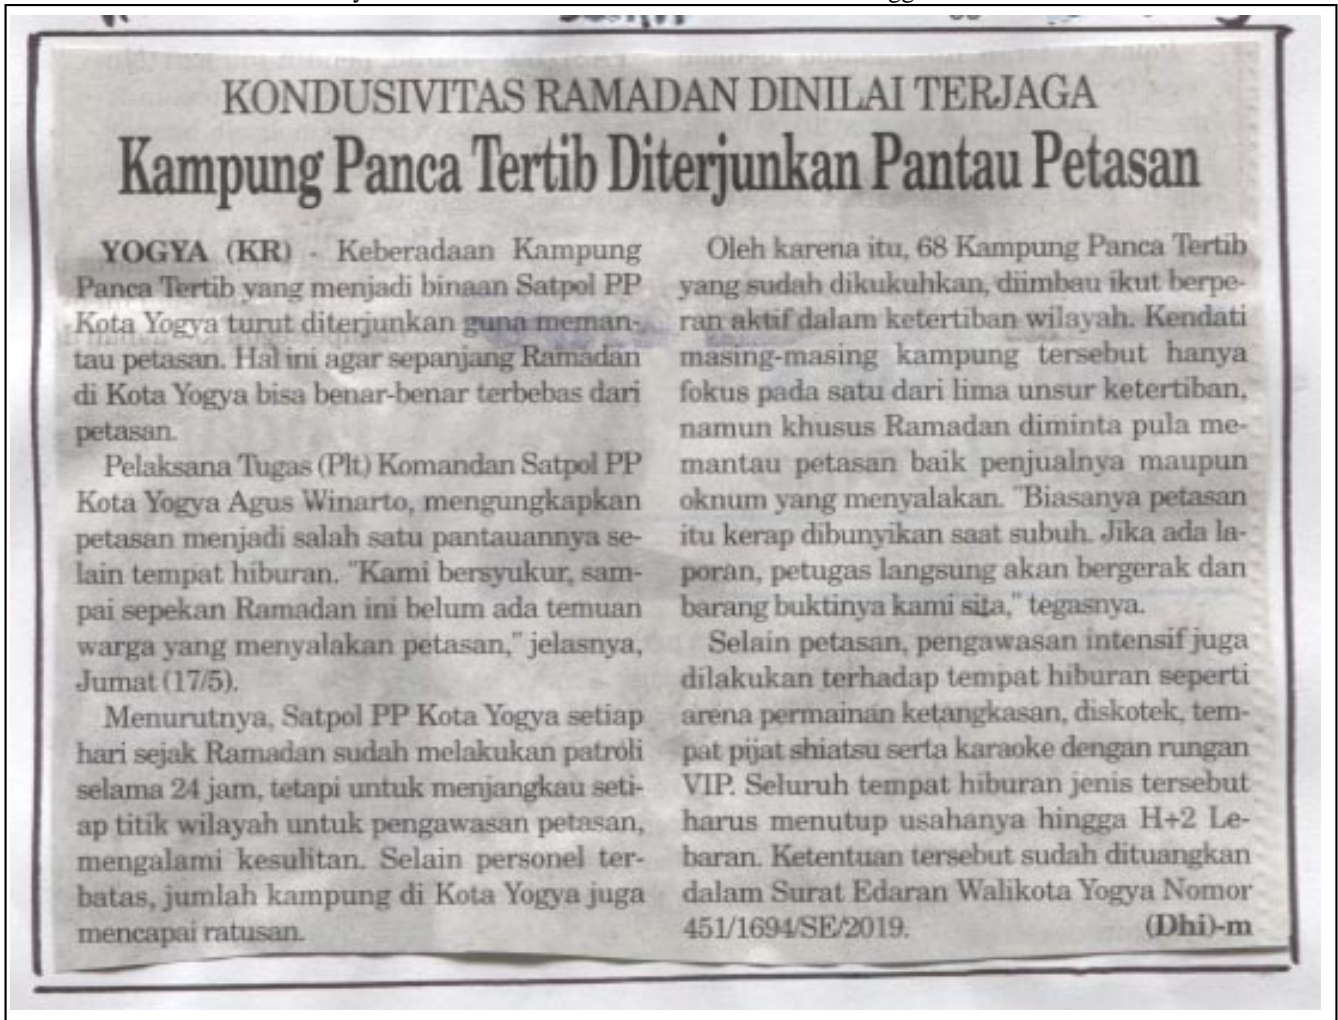 KONDUSIVITAS RAMADAN DINILAI TERJAGA
Kampung Panca Tertib Diterjunkan Pantau Petasan
YOGYA (KR) - Keberadaan Kampung
Panca Tertib yang menjadi binaan Satpol PP
Kota Yogya turut diterjunkan guna meman-
tau petasan. Hal ini agar sepanjang Ramadan
di Kota Yogya bisa benar-benar terbebas dari
petasan.
Pelaksana Tugas (Plt) Komandan Satpol PP
Kota Yogya Agus Winarto, mengungkapkan
petasan menjadi salah satu pantauannya se-
lain tempat hiburan. "Kami bersyukur, sam-
pai sepekan Ramadan ini belum ada temuan
warga yang menyalakan petasan," jelasnya,
Jumat (17/5).
Menurutnya, Satpol PP Kota Yogya setiap
hari sejak Ramadan sudah melakukan patroli
selama 24 jam, tetapi untuk menjangkau seti-
ap titik wilayah untuk pengawasan petasan,
mengalami kesulitan. Selain personel ter-
batas, jumlah kampung di Kota Yogya juga
mencapai ratusan.
Oleh karena itu, 68 Kampung Panca Tertib
yang sudah dikukuhkan, diimbau ikut berpe-
ran aktif dalam ketertiban wilayah. Kendati
masing-masing kampung tersebut hanya
fokus pada satu dari lima unsur ketertiban,
namun khusus Ramadan diminta pula me-
mantau petasan baik penjualnya maupun
oknum yang menyalakan. "Biasanya petasan
itu kerap dibunyikan saat subuh. Jika ada la-
poran, petugas langsung akan bergerak dan
barang buktinya kami sita," tegasnya.
Selain petasan, pengawasan intensif juga
dilakukan terhadap tempat hiburan seperti
arena permainan ketangkasan, diskotek, tem-
pat pijat shiatsu serta karaoke dengan rungan
VIP. Seluruh tempat hiburan jenis tersebut
harus menutup usahanya hingga H+2 Le-
baran. Ketentuan tersebut sudah dituangkan
dalam Surat Edaran Walikota Yogya Nomor
451/1694/SE/2019. (Dhi)-m